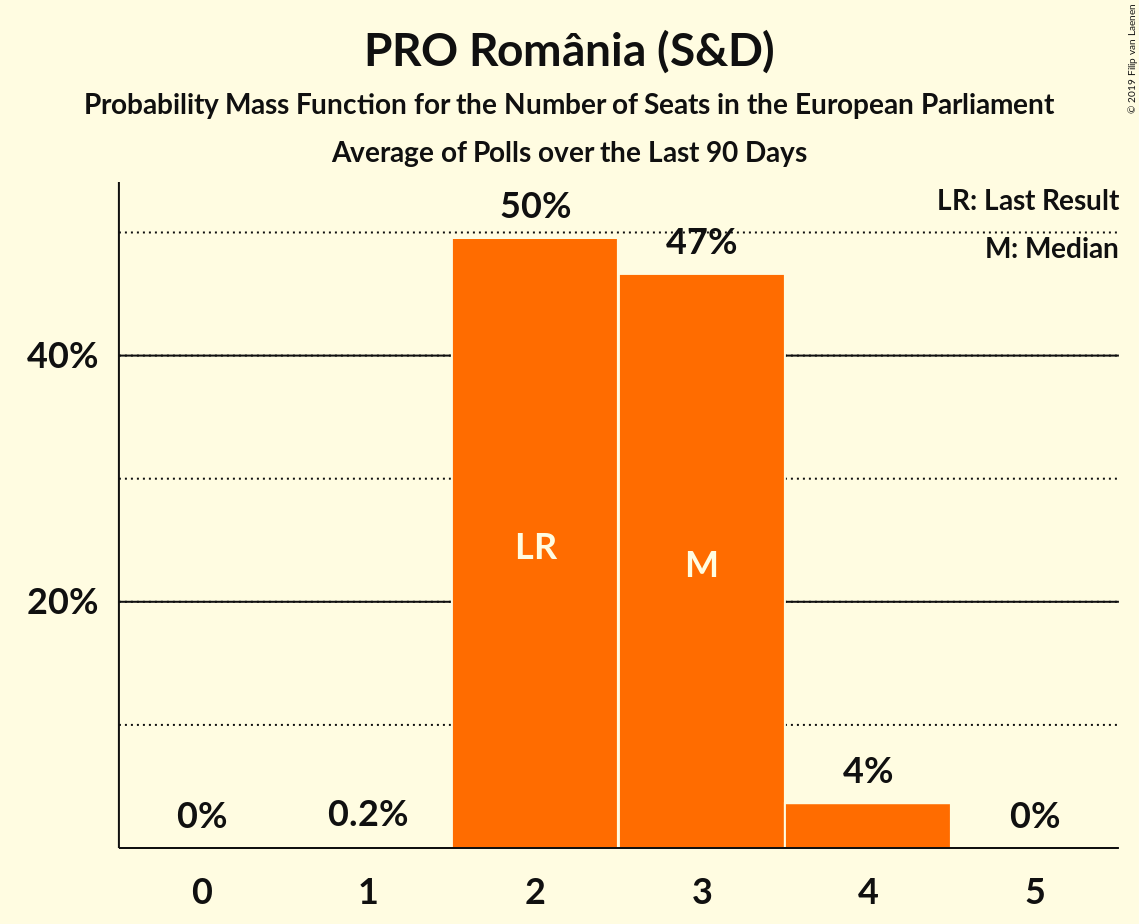 PRO România (S&D)
Probability Mass Function for the Number of Seats in the European Parliament
Average of Polls over the Last 90 Days
© 2019 Filip van Laenen
LR: Last Result
M: Median
50%
47%
40%
LR
M
20%
4%
0%
0.2%
0%
0
1
2
3
4
5